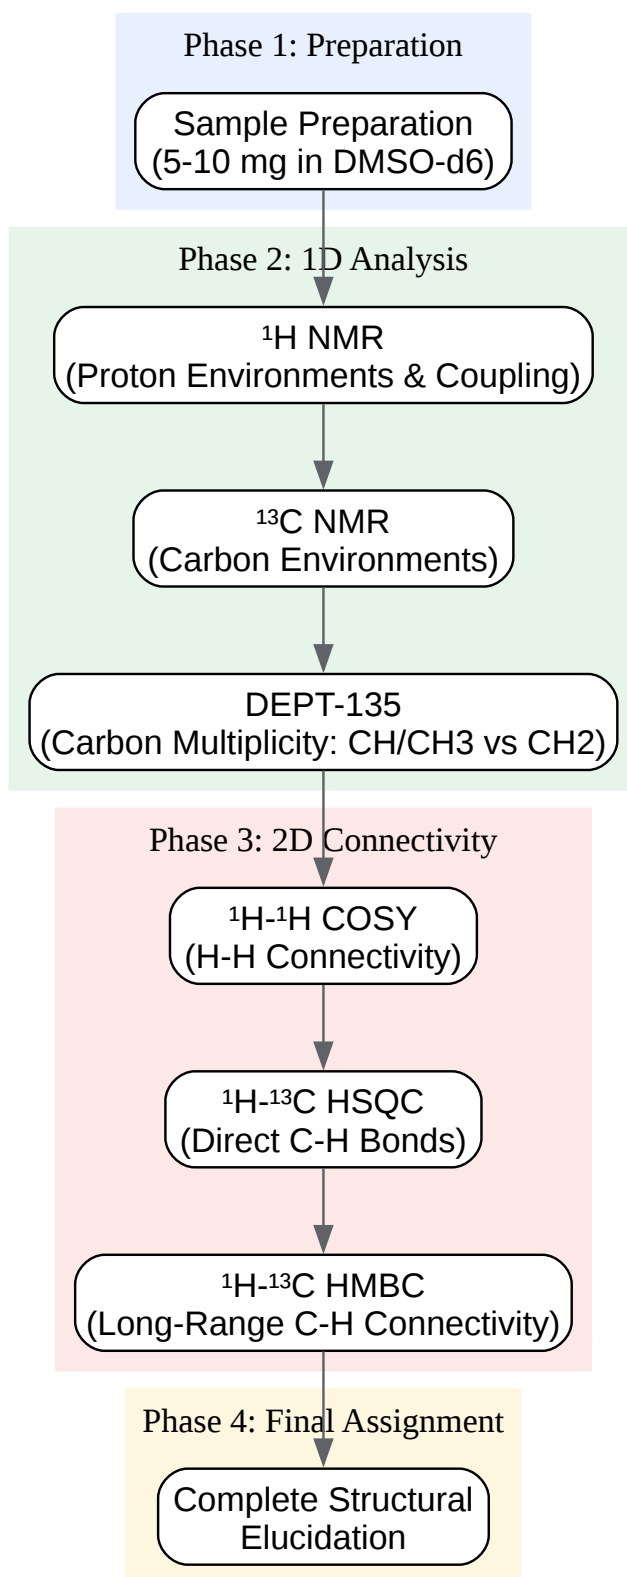 Phase 1: Preparation
Sample Preparation
(5-10 mg in DMSO-d6)
Phase 2: 1D Analysis
¹H NMR
(Proton Environments & Coupling)
¹³C NMR
(Carbon Environments)
DEPT-135
(Carbon Multiplicity: CH/CH3 vs CH2)
Phase 3: 2D Connectivity
¹H-¹H COSY
(H-H Connectivity)
¹H-¹³C HSQC
(Direct C-H Bonds)
¹H-¹³C HMBC
(Long-Range C-H Connectivity)
Phase 4: Final Assignment
Complete Structural
Elucidation